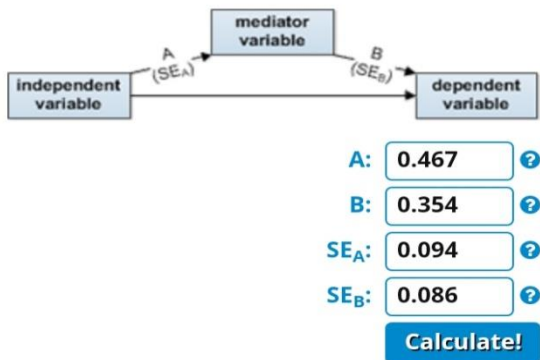 mediator
variable
A
(SEA)
B
(SEB)
independent
variable
dependent
variable
A: 0.467 ?
B: 0.354 ?
SEA: 0.094 ?
SEB: 0.086 ?
Calculate!